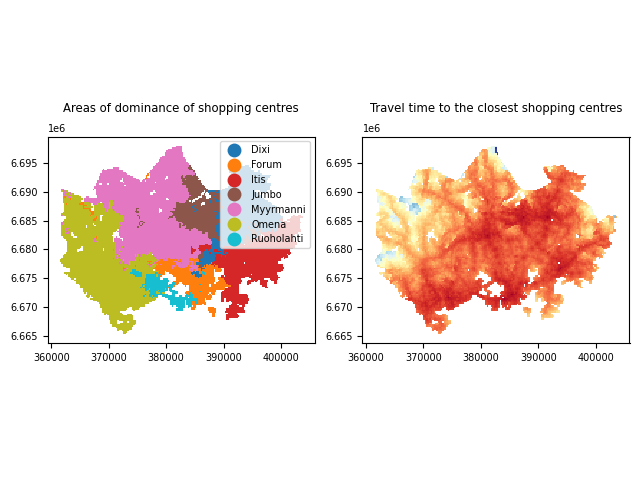 Areas of dominance of shopping centres
1e6
6.695
6.690
6.685
6.680
6.675
6.670
6.665
360000 370000 380000 390000 400000
Dixi
Forum
Itis
Jumbo
Myyrmanni
Omena
Ruoholahti
Travel time to the closest shopping centres
1e6
6.695
6.690
6.685
6.680
6.675
6.670
6.665
360000 370000 380000 390000 400000